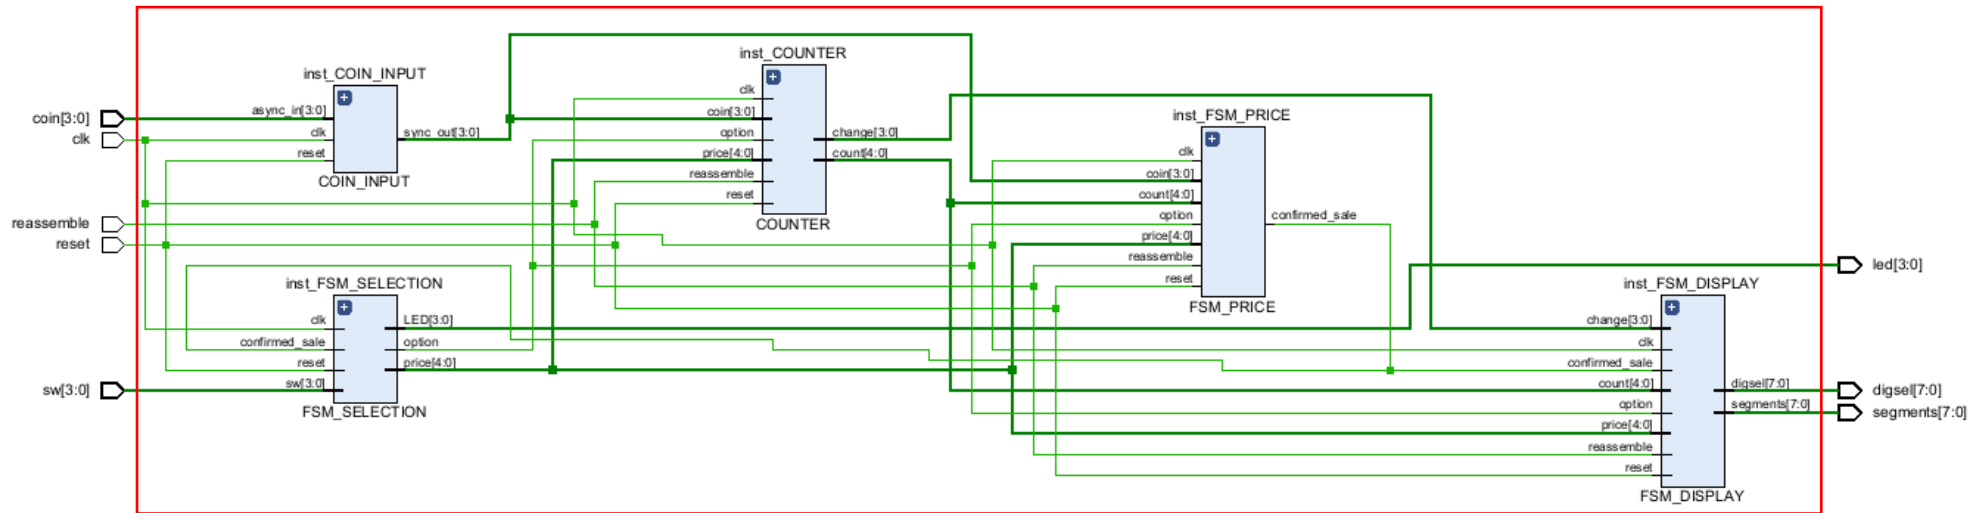 coin[3:0]
clk
reassemble
reset
sw[3:0]
inst_COIN_INPUT
async_in[3:0]
clk
reset
sync_out[3:0]
COIN_INPUT
inst_FSM_SELECTION
clk
confirmed_sale
reset
sw[3:0]
LED[3:0]
option
price[4:0]
FSM_SELECTION
inst_COUNTER
clk
coin[3:0]
option
price[4:0]
reassemble
reset
change[3:0]
count[4:0]
COUNTER
inst_FSM_PRICE
clk
coin[3:0]
count[4:0]
option
price[4:0]
reassemble
reset
confirmed_sale
FSM_PRICE
inst_FSM_DISPLAY
change[3:0]
clk
confirmed_sale
count[4:0]
option
price[4:0]
reassemble
reset
digsel[7:0]
segments[7:0]
FSM_DISPLAY
led[3:0]
digsel[7:0]
segments[7:0]